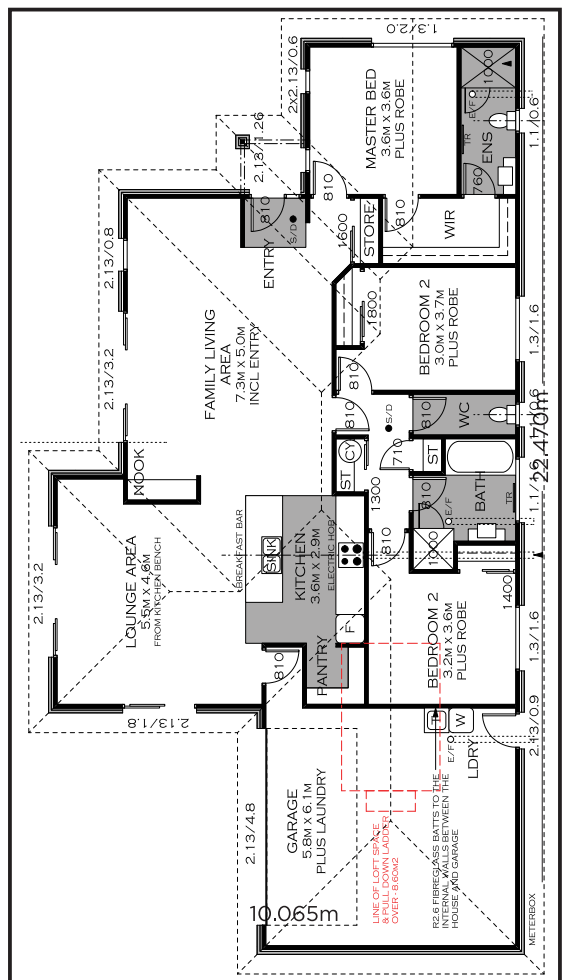 1.3/2.0
2x2.13/0.6
MASTER BED
3.6M X 3.6M
PLUS ROBE
1000
E/F
TR
ENS
1.1/0.6
760
2.13/1.26
810
810
S/D
ENTRY
810
1600
STORE
810
WIR
2.13/0.8
FAMILY LIVING
AREA
7.3M X 5.0M
INCL ENTRY
1800
BEDROOM 2
3.0M X 3.7M
PLUS ROBE
1.3/1.6
2.13/3.2
810
810
S/D
810
WC
22.470m
NOOK
ST
CY
710
ST
1300
810
BATH
E/F
TR
2.13/3.2
LOUNGE AREA
5.5M X 4.6M
FROM KITCHEN BENCH
BREAKFAST BAR
SINK
KITCHEN
3.6M X 2.9M
ELECTRIC HOB
810
1000
1400
F
PANTRY
BEDROOM 2
3.2M X 3.6M
PLUS ROBE
1.3/1.6
810
2.13/1.8
2.13/0.9
W
E/F
LDRY
2.13/4.8
GARAGE
5.8M X 6.1M
PLUS LAUNDRY
LINE OF LOFT SPACE
& PULL DOWN LADDER
OVER - 8.60M2
R2.6 FIBREGLASS BATTS TO THE
INTERNAL WALLS BETWEEN THE
HOUSE AND GARAGE
10.065m
METERBOX